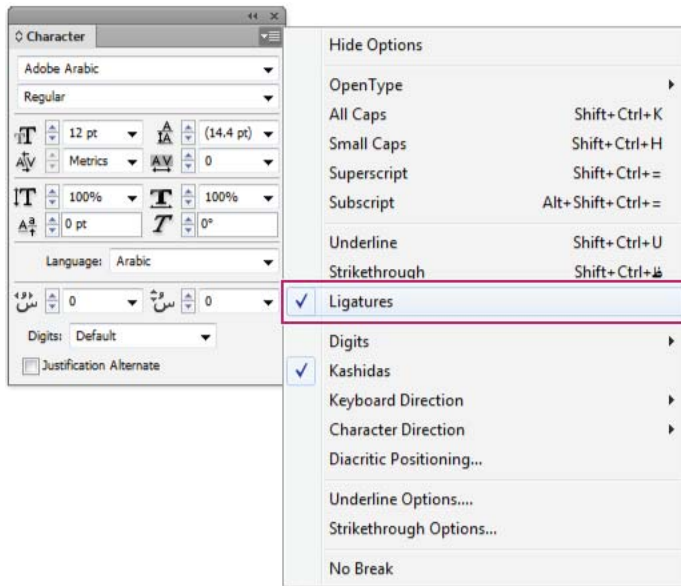 Character
Adobe Arabic
Regular
12 pt (14.4 pt)
Metrics 0
100% 100%
0 pt 0°
Language: Arabic
0 0
Digits: Default
Justification Alternate
Hide Options
OpenType
All Caps Shift+Ctrl+K
Small Caps Shift+Ctrl+H
Superscript Shift+Ctrl+=
Subscript Alt+Shift+Ctrl+=
Underline Shift+Ctrl+U
Strikethrough Shift+Ctrl+
Ligatures
Digits
Kashidas
Keyboard Direction
Character Direction
Diacritic Positioning...
Underline Options....
Strikethrough Options...
No Break